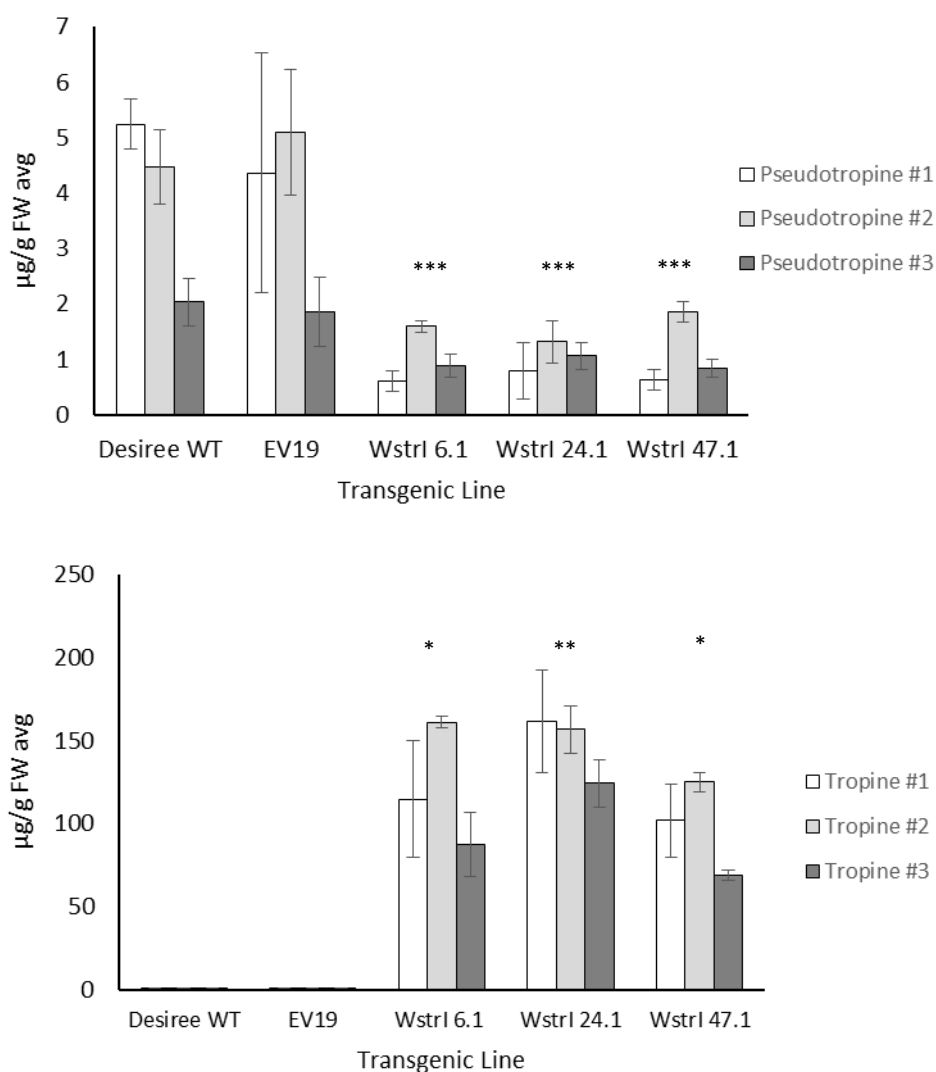 7
6
5
4
3
2
1
0
µg/g FW avg
***
***
***
Desiree WT
EV19
WstrI 6.1
WstrI 24.1
WstrI 47.1
Transgenic Line
Pseudotropine #1
Pseudotropine #2
Pseudotropine #3
250
200
150
100
50
0
µg/g FW avg
*
**
*
Desiree WT
EV19
WstrI 6.1
WstrI 24.1
WstrI 47.1
Transgenic Line
Tropine #1
Tropine #2
Tropine #3